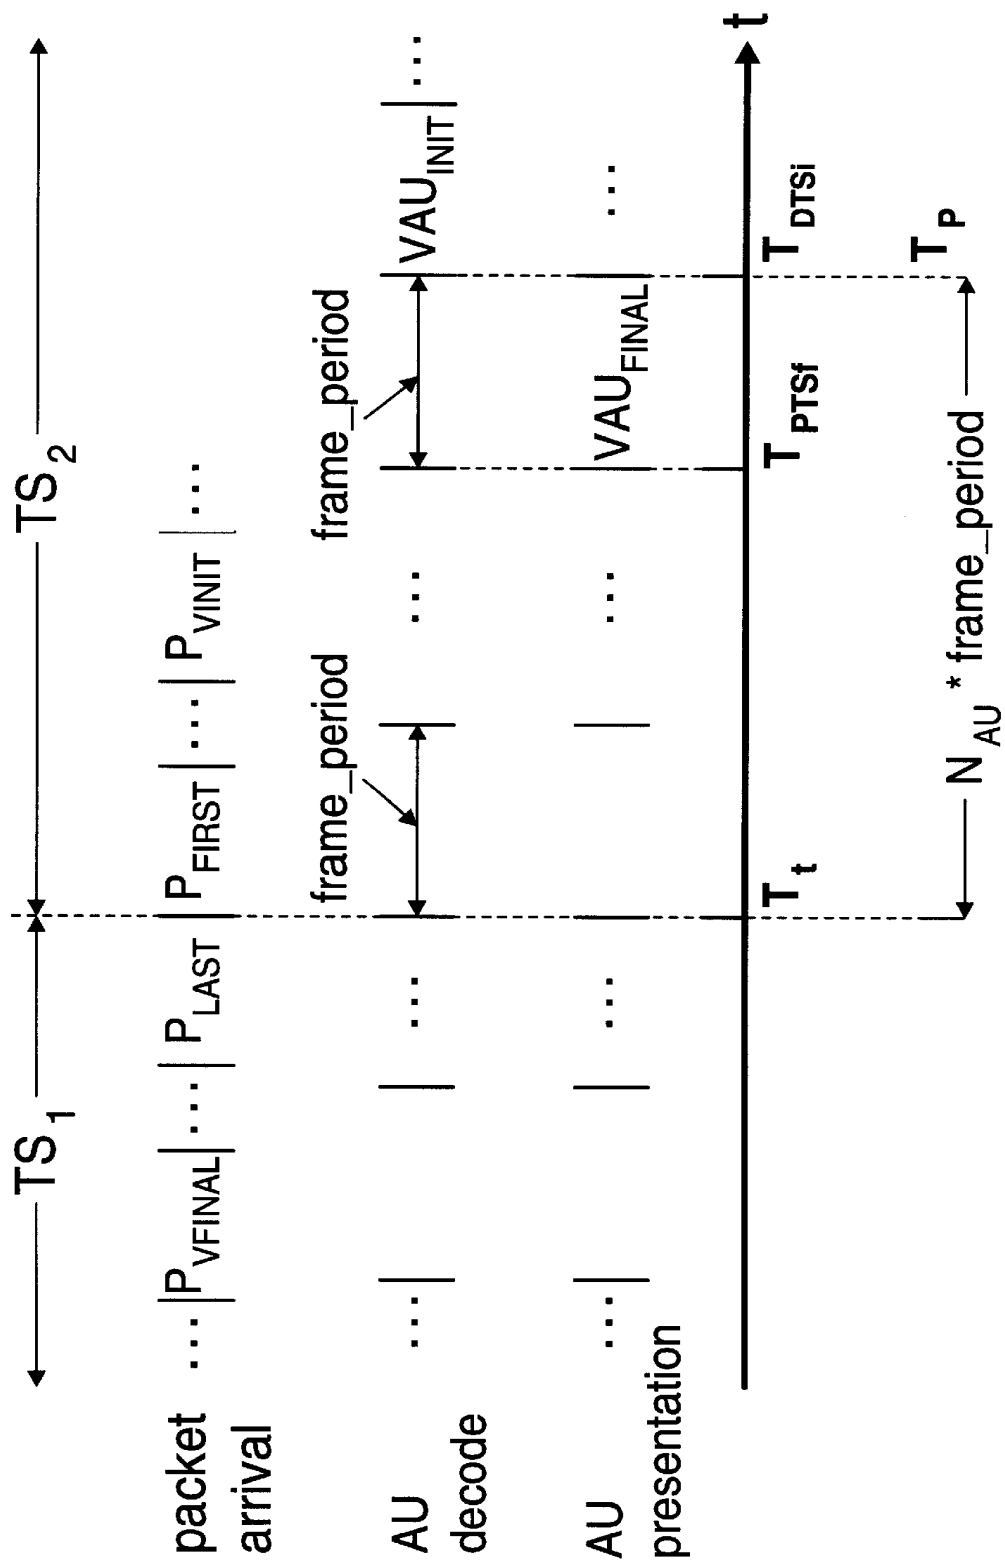 TS1 TS2
packet arrival ... PVFINAL ... PLAST PFIRST ... PVINIT ...
frame_period frame_period
AU decode ... ... ... VAUINIT ...
AU presentation ... ... ... VAUFINAL ...
t
Tt TPTSf TDTSi
TP
NAU * frame_period